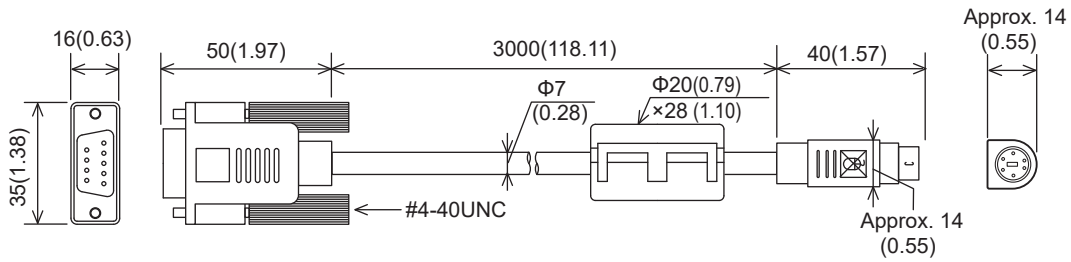 16(0.63)
50(1.97)
3000(118.11)
40(1.57)
Approx. 14
(0.55)
Φ7
(0.28)
Φ20(0.79)
×28 (1.10)
35(1.38)
#4-40UNC
C
Approx. 14
(0.55)